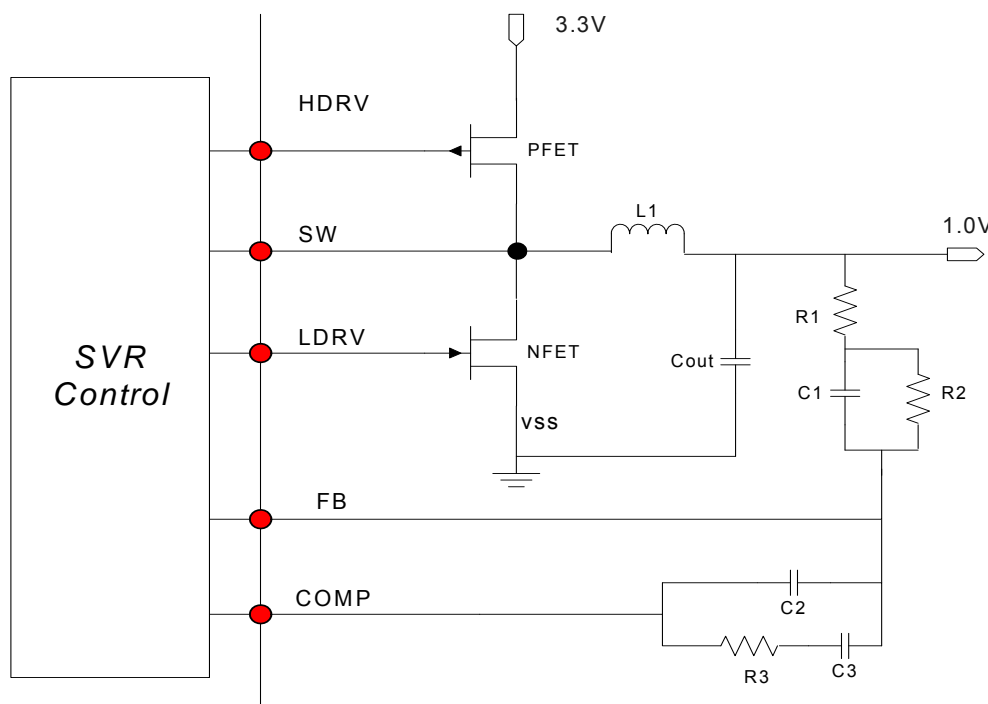 3.3V
HDRV
PFET
SW
L1
1.0V
R1
LDRV
NFET
SVR
Control
Cout
C1
R2
VSS
FB
COMP
C2
R3
C3